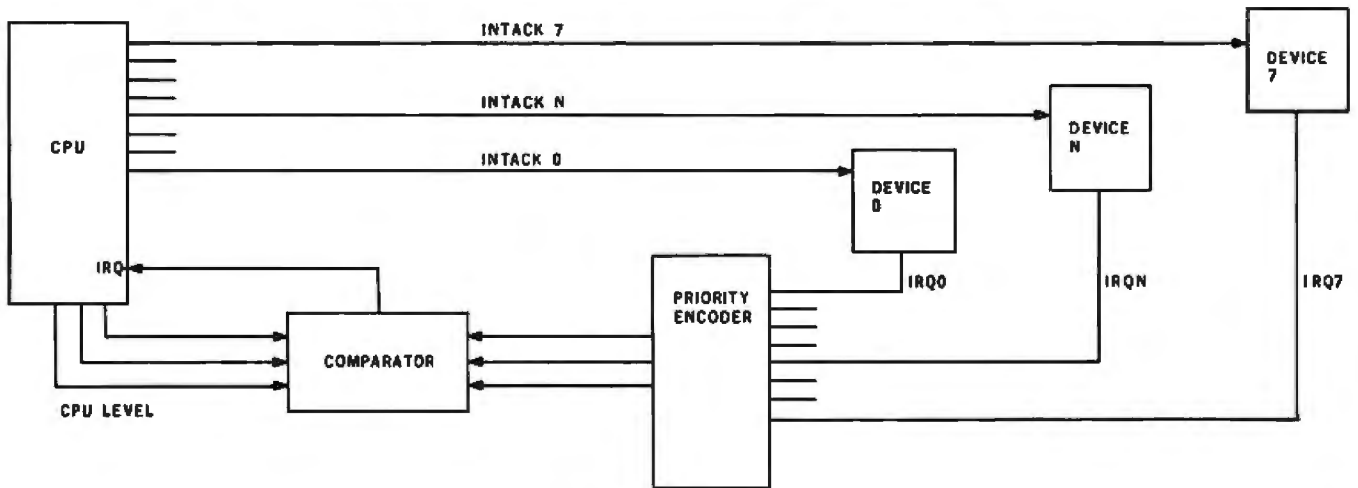 INTACK 7
DEVICE
7
INTACK N
DEVICE
N
CPU
INTACK 0
DEVICE
0
IRQ
PRIORITY
ENCODER
IRQ0
IRQN
IRQ7
COMPARATOR
CPU LEVEL